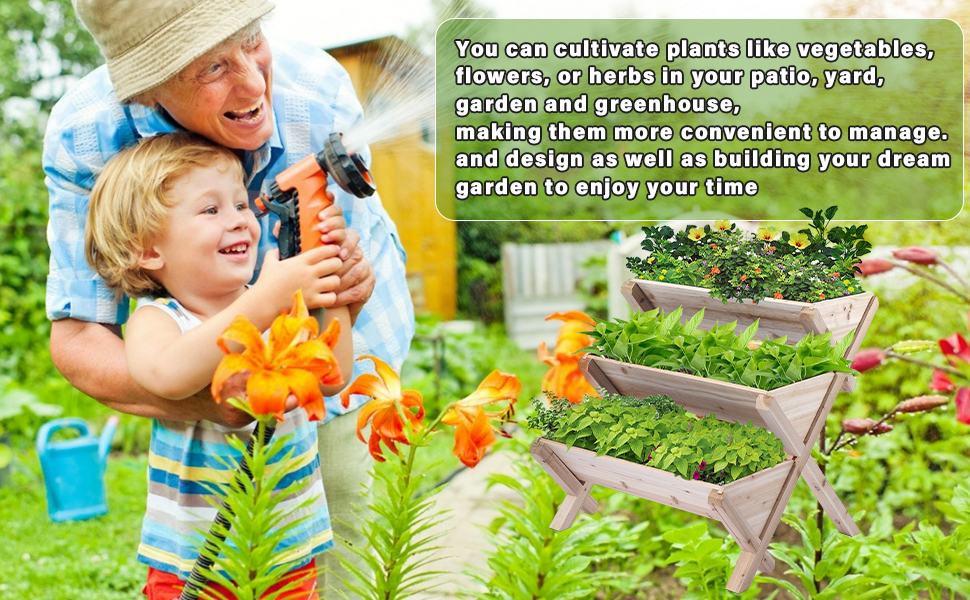 You can cultivate plants like vegetables,
flowers, or herbs in your patio, yard,
garden and greenhouse,
making them more convenient to manage.
and design as well as building your dream
garden to enjoy your time